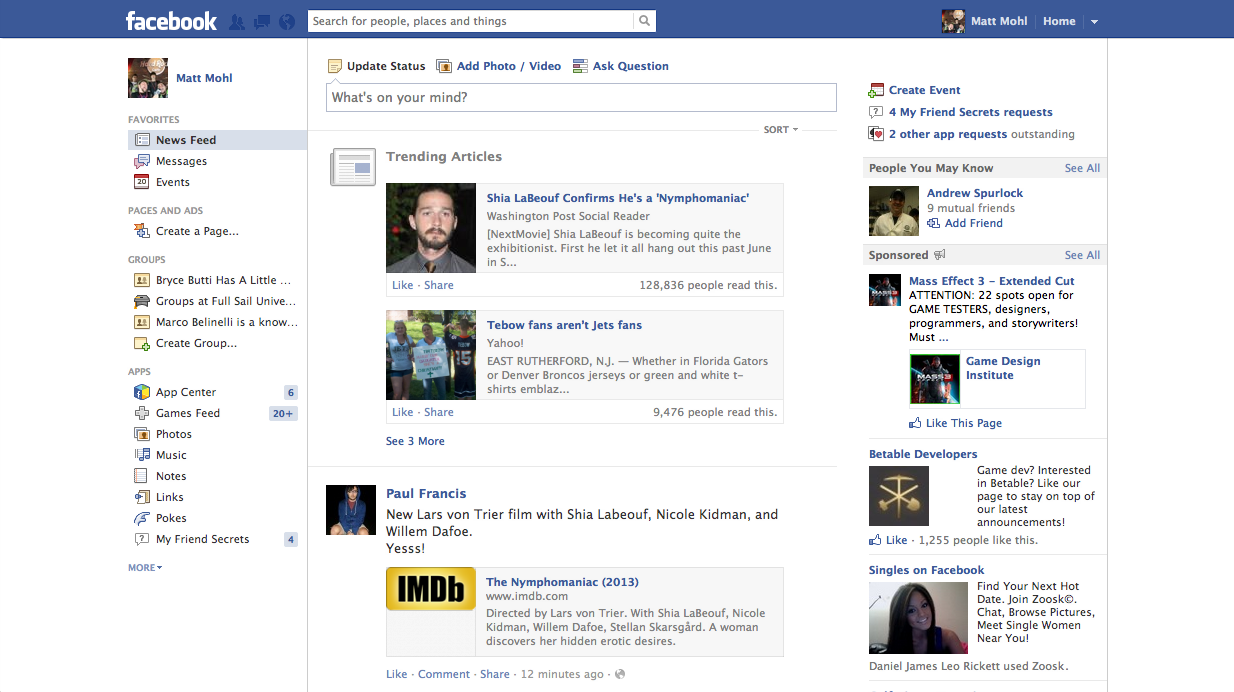 facebook
Search for people, places and things
Matt Mohl
Home
Matt Mohl
FAVORITES
News Feed
Messages
20
Events
PAGES AND ADS
Create a Page...
GROUPS
Bryce Butti Has A Little ...
Groups at Full Sail Unive...
Marco Belinelli is a know...
Create Group...
APPS
App Center 6
Games Feed 20+
Photos
Music
Notes
Links
Pokes
My Friend Secrets 4
MORE
Update Status
Add Photo / Video
Ask Question
What's on your mind?
SORT
Trending Articles
Shia LaBeouf Confirms He's a 'Nymphomaniac'
Washington Post Social Reader
[NextMovie] Shia LaBeouf is becoming quite the
exhibitionist. First he let it all hang out this past June
in S...
Like · Share
128,836 people read this.
Tebow fans aren't Jets fans
Yahoo!
EAST RUTHERFORD, N.J. — Whether in Florida Gators
or Denver Broncos jerseys or green and white t-
shirts emblaz...
15
Like · Share
9,476 people read this.
See 3 More
Paul Francis
New Lars von Trier film with Shia Labeouf, Nicole Kidman, and
Willem Dafoe.
Yesss!
IMDb
The Nymphomaniac (2013)
www.imdb.com
Directed by Lars von Trier. With Shia LaBeouf, Nicole
Kidman, Willem Dafoe, Stellan Skarsgård. A woman
discovers her hidden erotic desires.
Like · Comment · Share · 12 minutes ago ·
Create Event
4 My Friend Secrets requests
2 other app requests outstanding
People You May Know
See All
Andrew Spurlock
9 mutual friends
Add Friend
Sponsored
See All
Mass Effect 3 – Extended Cut
ATTENTION: 22 spots open for
GAME TESTERS, designers,
programmers, and storywriters!
Must ...
MASS 3
Game Design
Institute
Like This Page
Betable Developers
Game dev? Interested
in Betable? Like our
page to stay on top of
our latest
announcements!
Like · 1,255 people like this.
Singles on Facebook
Find Your Next Hot
Date. Join Zoosk©.
Chat, Browse Pictures,
Meet Single Women
Near You!
Daniel James Leo Rickett used Zoosk.